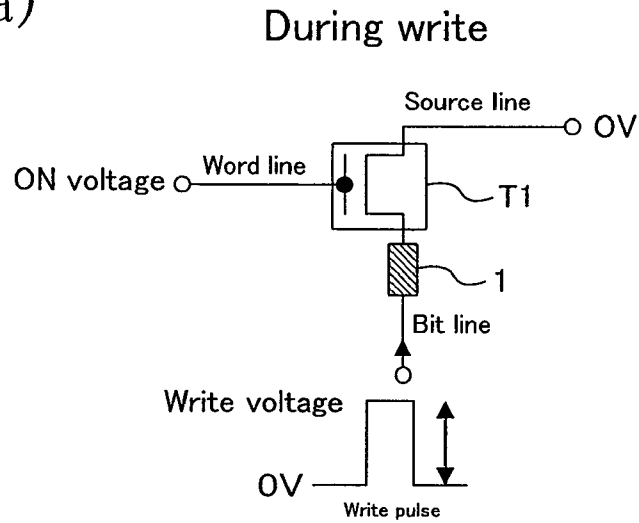 a)
During write
Source line
0V
Word line
ON voltage
T1
1
Bit line
Write voltage
0V
Write pulse